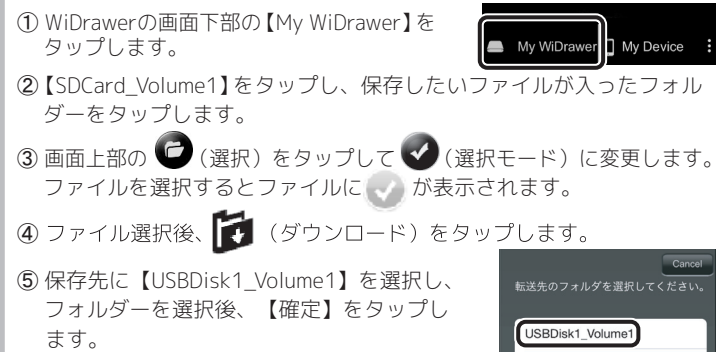 ① WiDrawerの画面下部の【My WiDrawer】を
タップします。
My WiDrawer My Device
②【SDCard_Volume1】をタップし、保存したいファイルが入ったフォル
ダーをタップします。
③ 画面上部の （選択）をタップして （選択モード）に変更します。
ファイルを選択するとファイルに が表示されます。
④ ファイル選択後、 （ダウンロード）をタップします。
⑤ 保存先に【USBDisk1_Volume1】を選択し、
フォルダーを選択後、【確定】をタップし
ます。
Cancel
転送先のフォルダを選択してください。
USBDisk1_Volume1